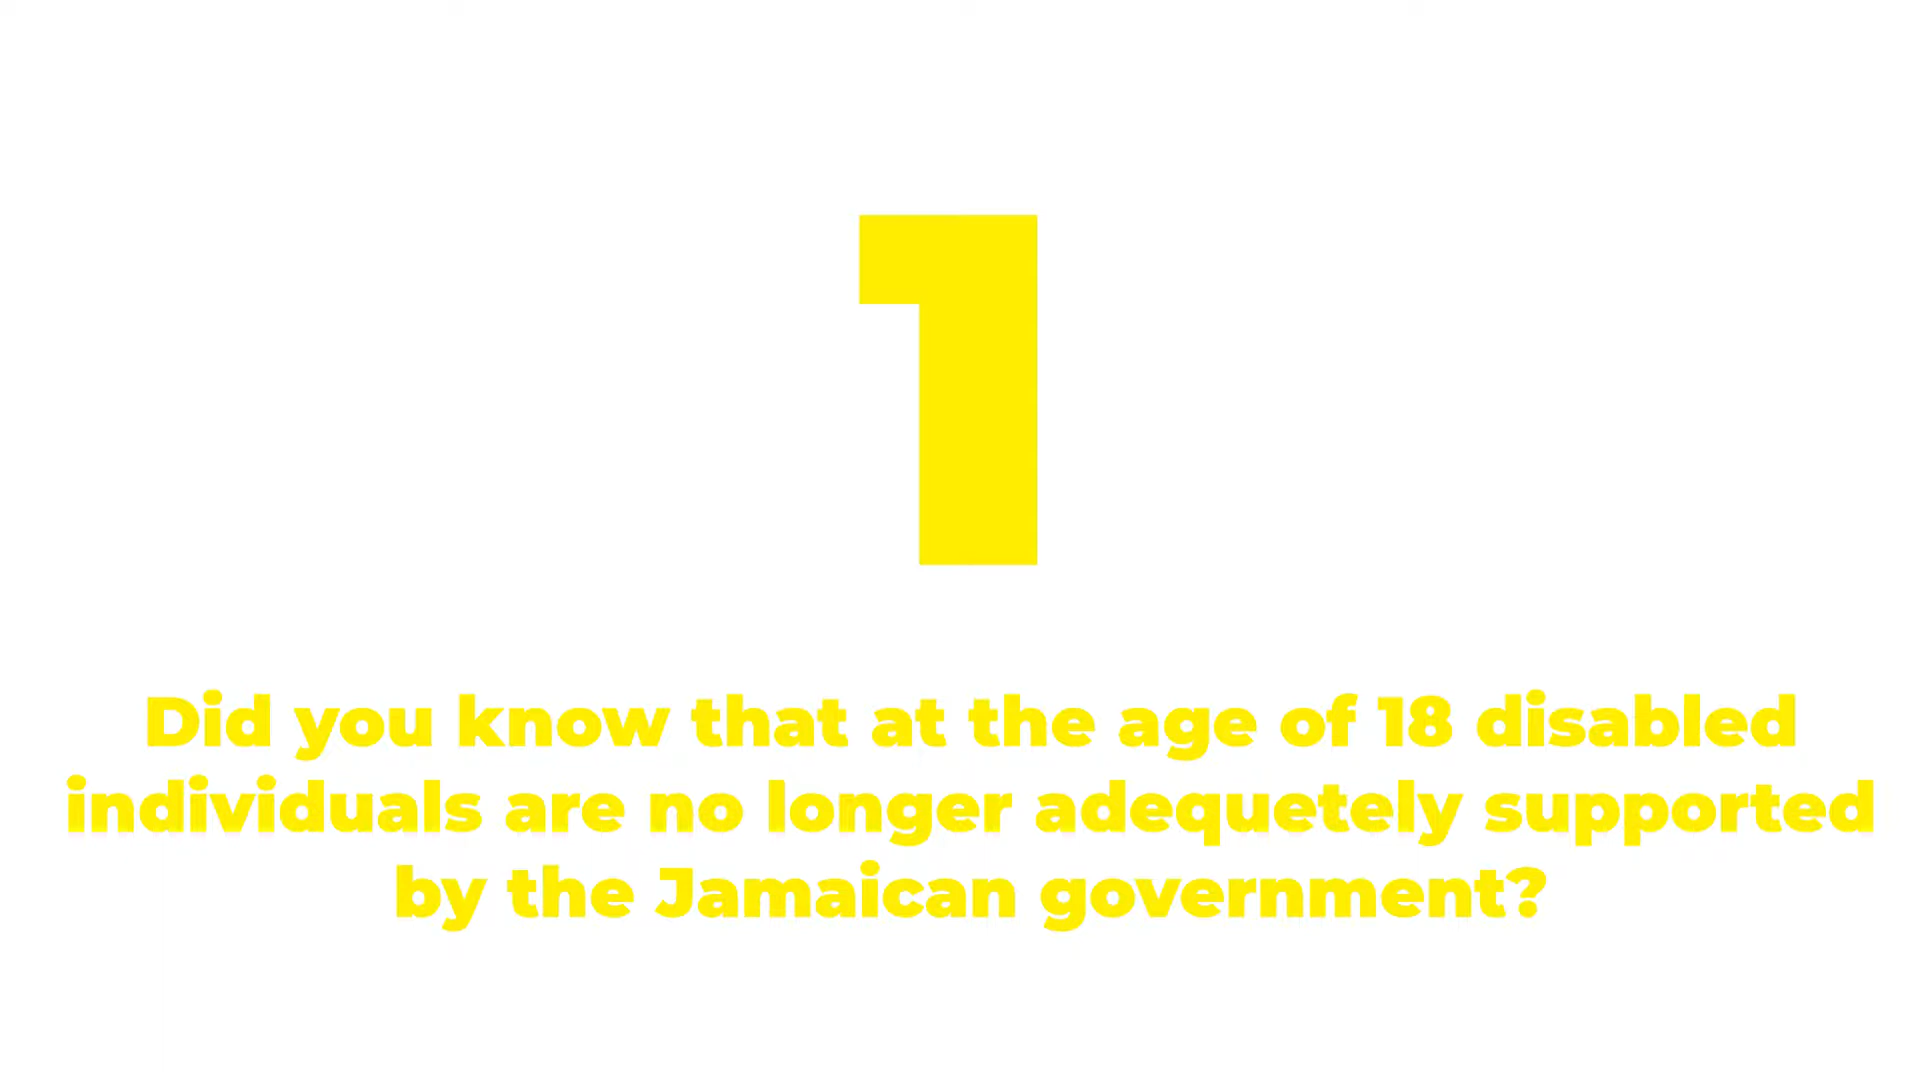 1
Did you know that at the age of 18 disabled
individuals are no longer adequetely supported
by the Jamaican government?